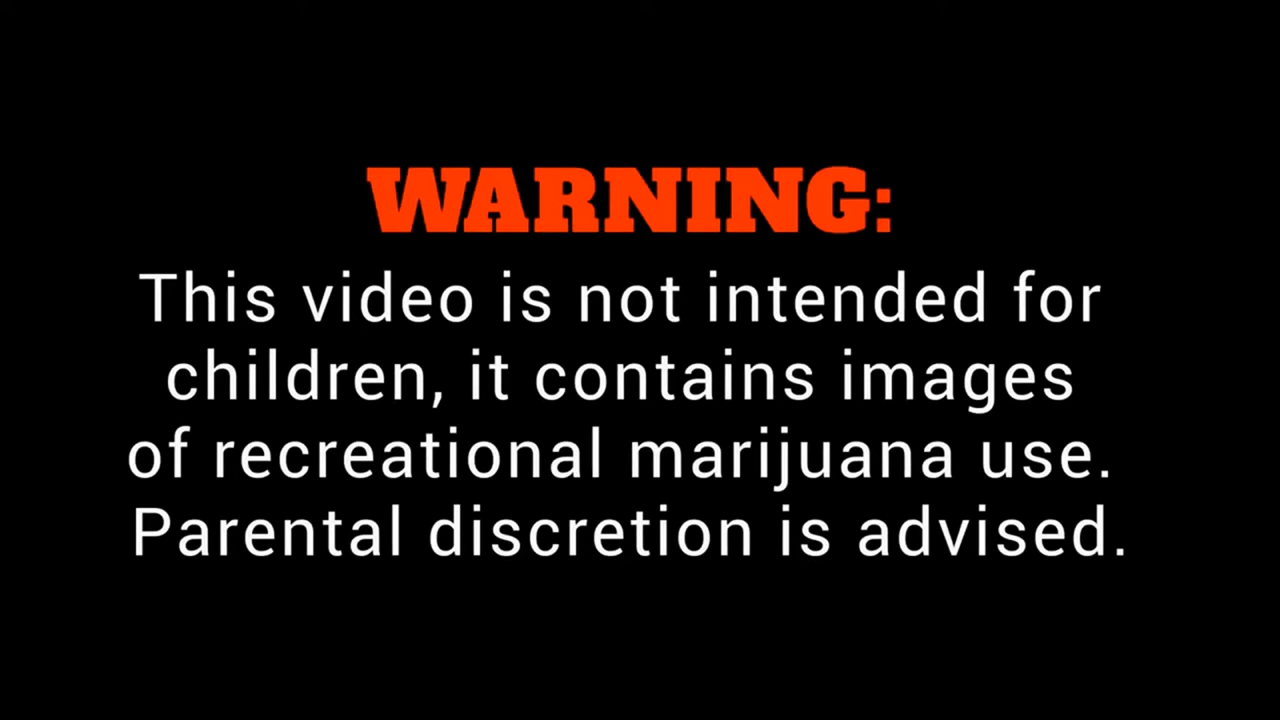 WARNING:
This video is not intended for
children, it contains images
of recreational marijuana use.
Parental discretion is advised.